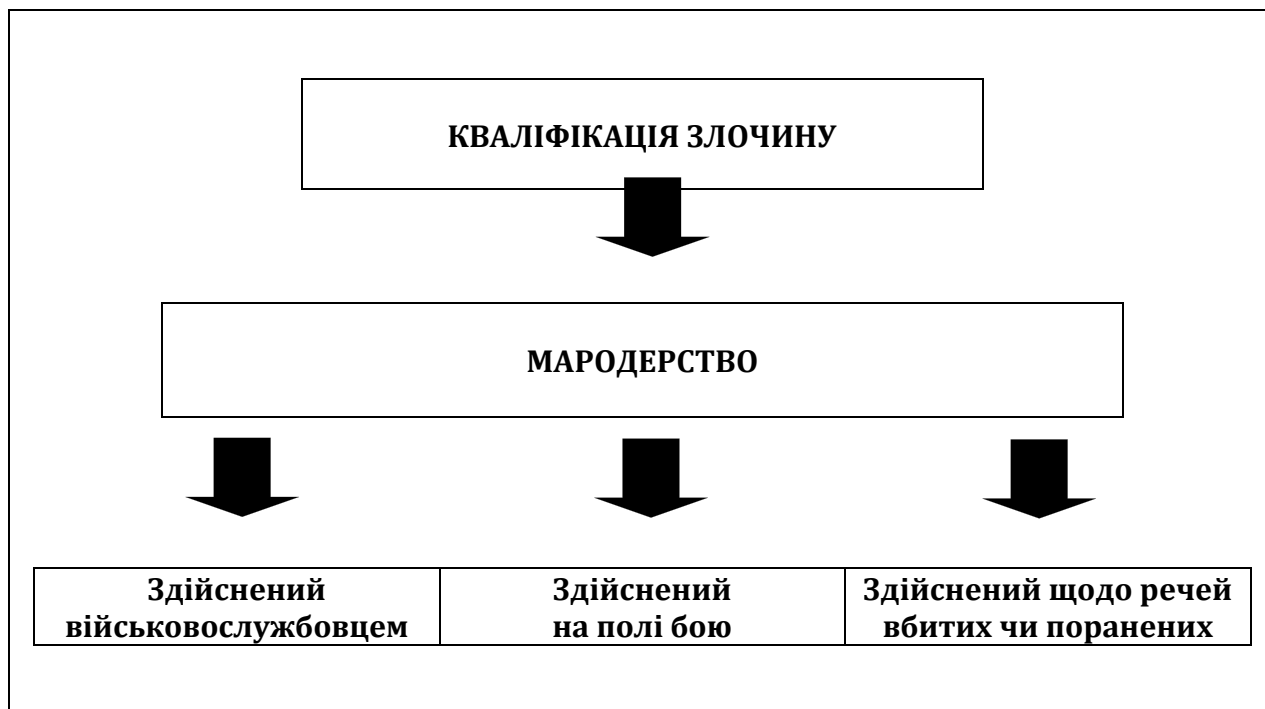 КВАЛІФІКАЦІЯ ЗЛОЧИНУ
МАРОДЕРСТВО
Здійснений
військовослужбовцем
Здійснений
на полі бою
Здійснений щодо речей
вбитих чи поранених